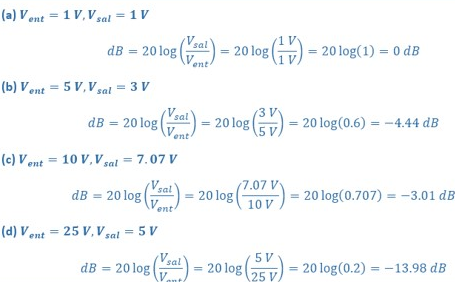 (a) V_ent = 1 V, V_sal = 1 V
dB = 20 log (V_sal / V_ent) = 20 log (1 V / 1 V) = 20 log(1) = 0 dB
(b) V_ent = 5 V, V_sal = 3 V
dB = 20 log (V_sal / V_ent) = 20 log (3 V / 5 V) = 20 log(0.6) = −4.44 dB
(c) V_ent = 10 V, V_sal = 7.07 V
dB = 20 log (V_sal / V_ent) = 20 log (7.07 V / 10 V) = 20 log(0.707) = −3.01 dB
(d) V_ent = 25 V, V_sal = 5 V
dB = 20 log (V_sal / V_ent) = 20 log (5 V / 25 V) = 20 log(0.2) = −13.98 dB